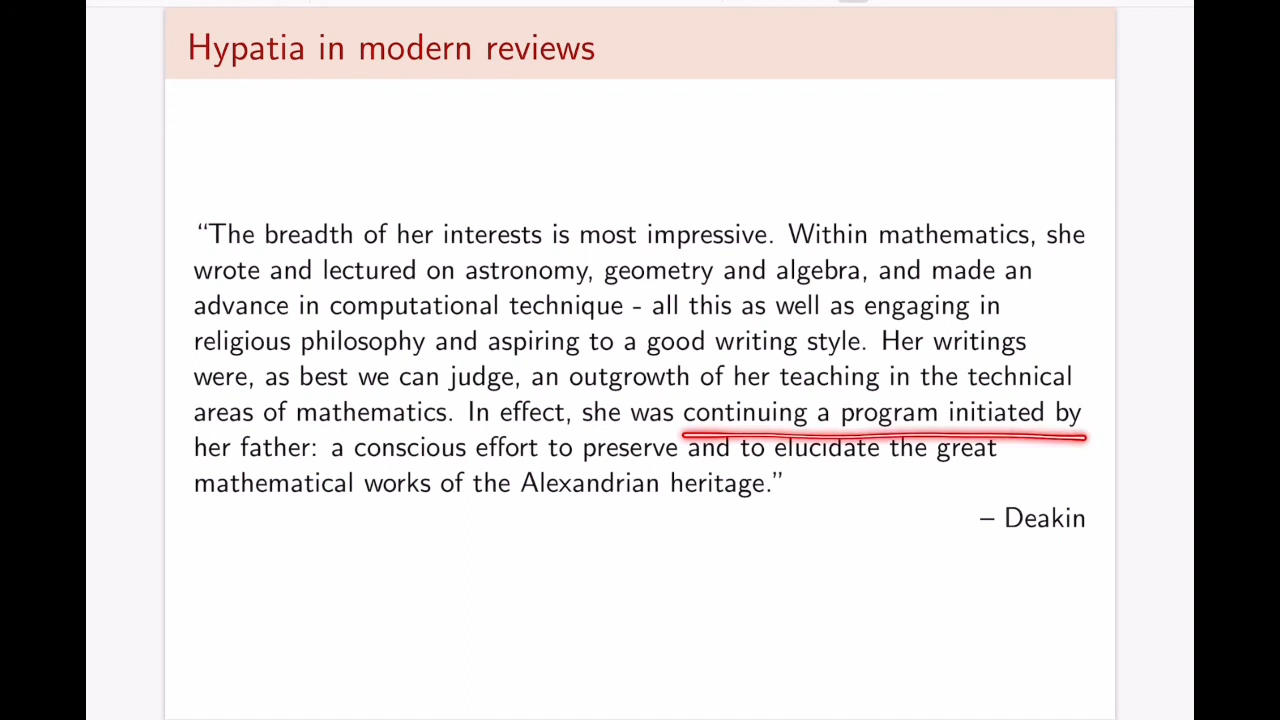 Hypatia in modern reviews
“The breadth of her interests is most impressive. Within mathematics, she
wrote and lectured on astronomy, geometry and algebra, and made an
advance in computational technique - all this as well as engaging in
religious philosophy and aspiring to a good writing style. Her writings
were, as best we can judge, an outgrowth of her teaching in the technical
areas of mathematics. In effect, she was continuing a program initiated by
her father: a conscious effort to preserve and to elucidate the great
mathematical works of the Alexandrian heritage.”
– Deakin